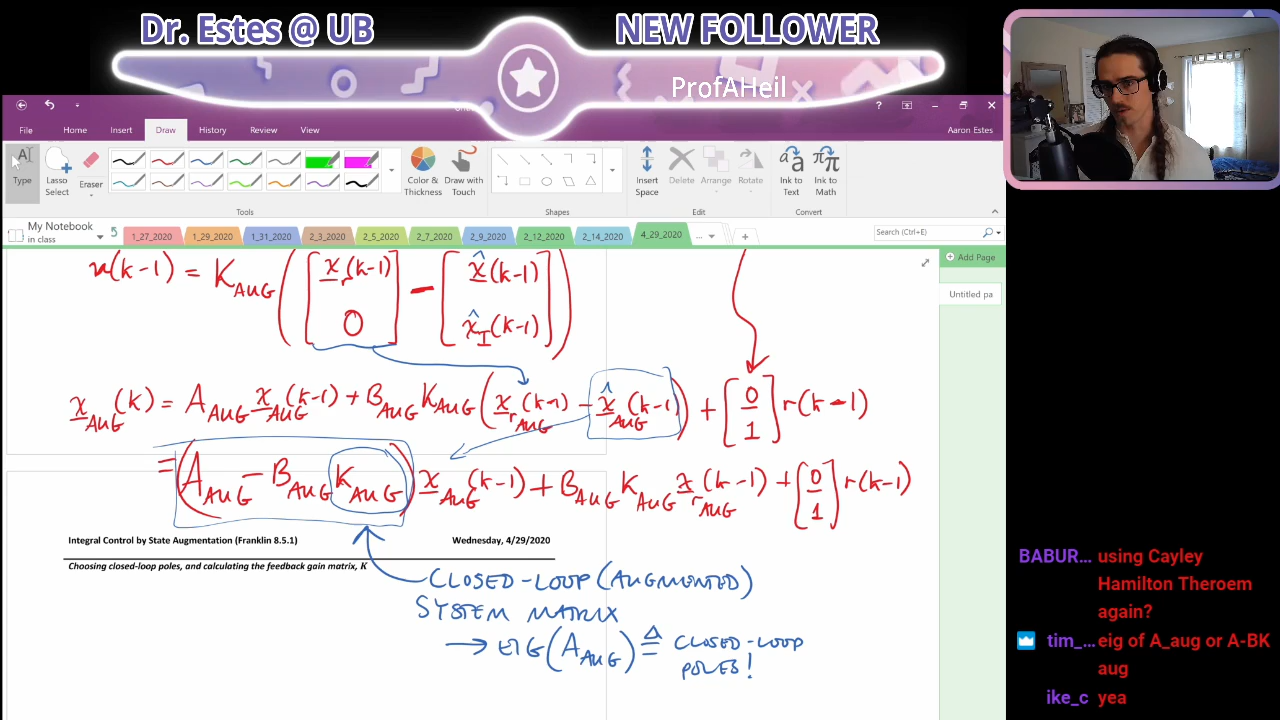 Dr. Estes @ UB
NEW FOLLOWER
ProfAHeil
File Home Insert Draw History Review View
Aaron Estes
Type
Lasso Select
Eraser
Color & Thickness
Draw with Touch
Insert Space
Delete
Arrange
Rotate
Ink to Text
Ink to Math
Tools
Shapes
Edit
Convert
My Notebook
in class
1_27_2020 1_29_2020 1_31_2020 2_3_2020 2_5_2020 2_7_2020 2_9_2020 2_12_2020 2_14_2020 4_29_2020 ...
Search (Ctrl+E)
Add Page
Untitled pa
u(k-1) = K_AUG ( [ x_r(k-1) 0 ] - [ x̂(k-1) x̂_I(k-1) ] )
x_AUG(k) = A_AUG x_AUG(k-1) + B_AUG K_AUG ( x_rAUG(k-1) - x̂_AUG(k-1) ) + [ 0 1 ] r(k-1)
= ( A_AUG - B_AUG K_AUG ) x_AUG(k-1) + B_AUG K_AUG x_rAUG(k-1) + [ 0 1 ] r(k-1)
Integral Control by State Augmentation (Franklin 8.5.1)
Wednesday, 4/29/2020
Choosing closed-loop poles, and calculating the feedback gain matrix, K
CLOSED-LOOP (AUGMENTED)
SYSTEM MATRIX
→ EIG(A_AUG) ≜ CLOSED-LOOP
POLES!
BABUR... using Cayley
Hamilton Theroem
again?
tim_... eig of A_aug or A-BK
aug
ike_c yea